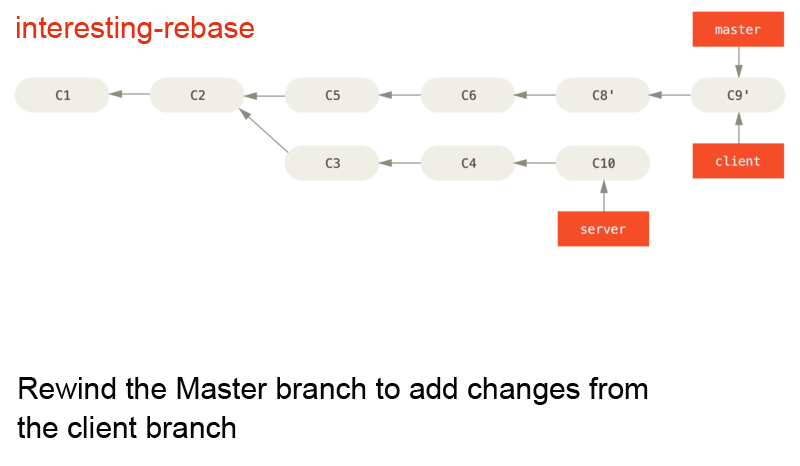 interesting-rebase
master
C1 C2 C5 C6 C8' C9'
C3 C4 C10
client
server
Rewind the Master branch to add changes from
the client branch